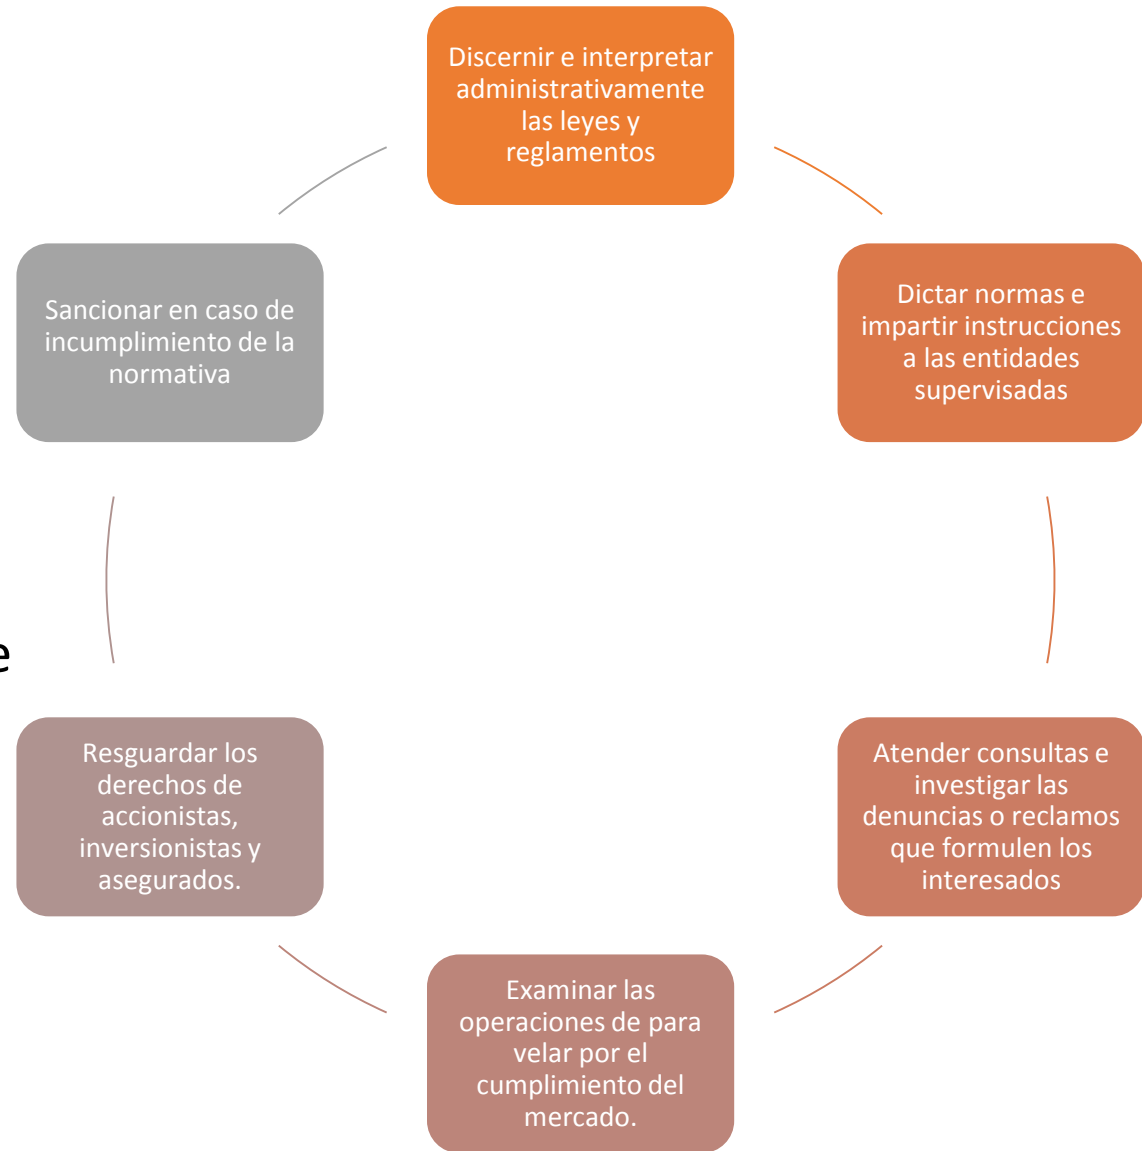 Discernir e interpretar
administrativamente
las leyes y
reglamentos
Dictar normas e
impartir instrucciones
a las entidades
supervisadas
Atender consultas e
investigar las
denuncias o reclamos
que formulen los
interesados
Examinar las
operaciones de para
velar por el
cumplimiento del
mercado.
Resguardar los
derechos de
accionistas,
inversionistas y
asegurados.
Sancionar en caso de
incumplimiento de la
normativa
e